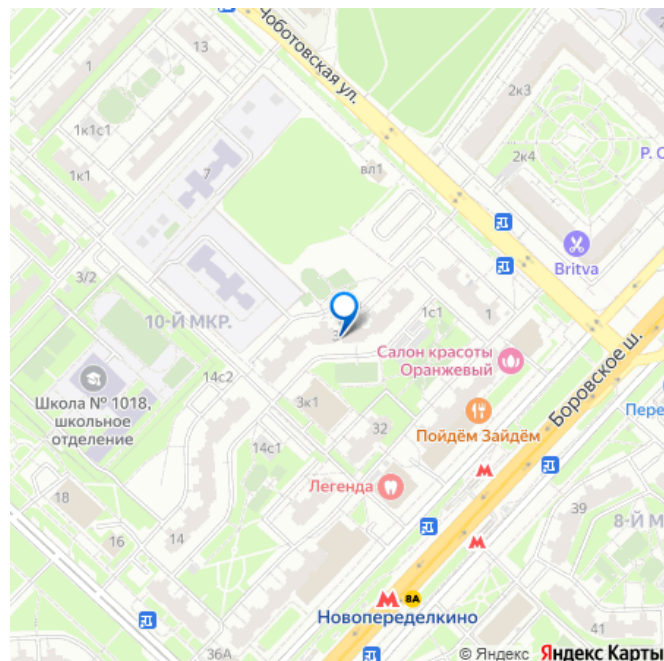 Чоботовская ул.
13
1
2к3
1к1с1
2к4
Р. С
вл1
7
1к1
Britva
3/2
10-Й МКР.
3
1с1
1
Салон красоты
Оранжевый
Боровское ш.
14с2
Школа № 1018,
школьное
отделение
3к1
Пере
32
Пойдём Зайдём
14с1
Легенда
18
39
8-Й М
16
14
8А
Новопеределкино
36А
41
© Яндекс Яндекс Карты